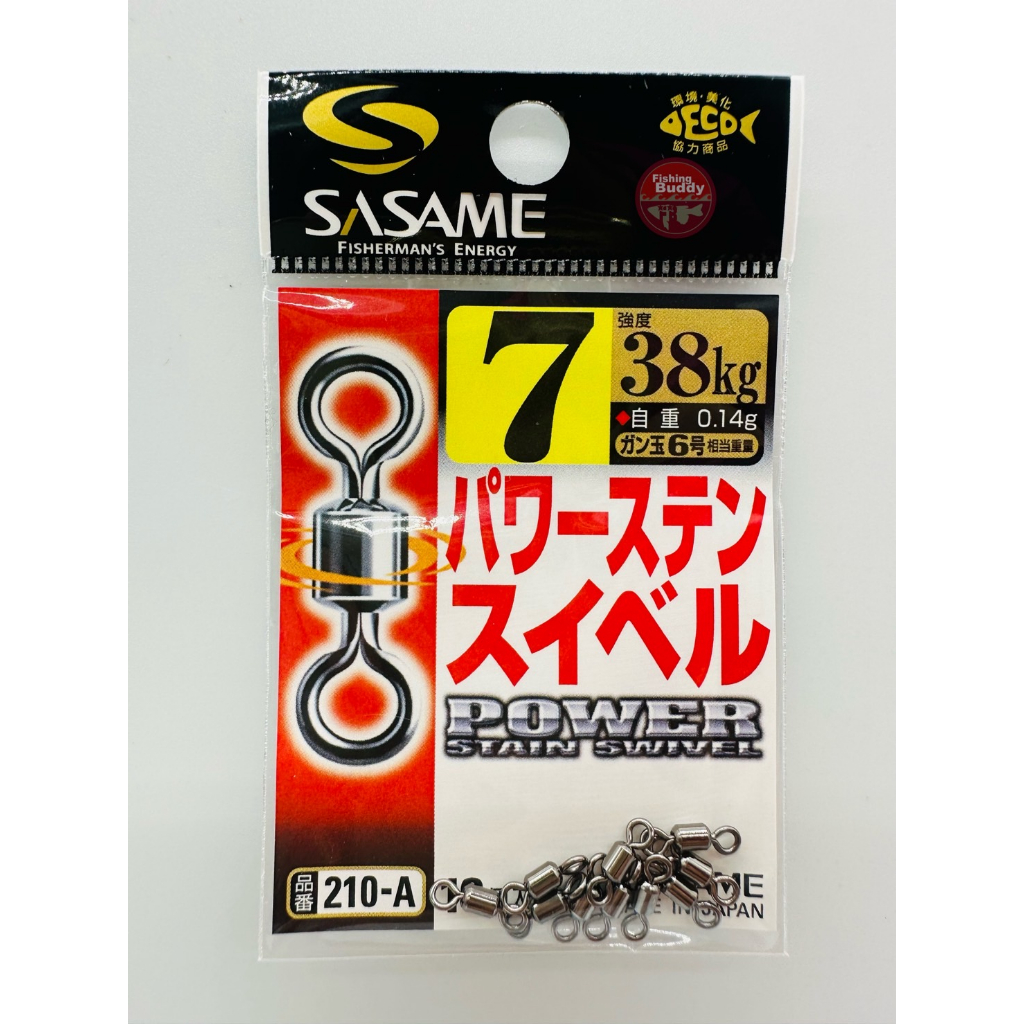 SASAME
FISHERMAN'S ENERGY
環境・美化
ECO
協力商品
Fishing
Buddy
7
強度
38kg
◆自重 0.14g
ガン玉6号相当重量
パワーステン
スイベル
POWER
STAIN SWIVEL
品番
210-A
IN JAPAN